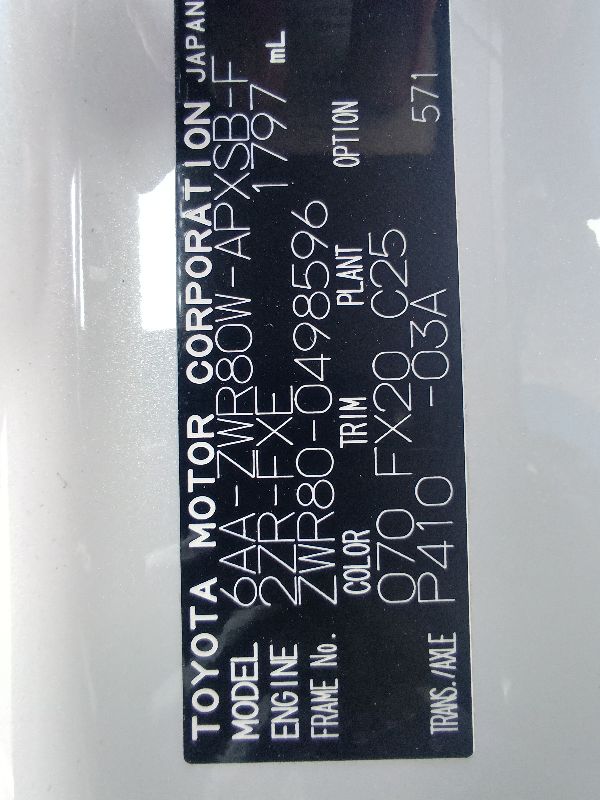 TOYOTA MOTOR CORPORATION JAPAN
MODEL 6AA-ZWR80W-APXSB-F
ENGINE 2ZR-FXE 1797 mL
FRAME No. ZWR80-0498596
COLOR TRIM PLANT OPTION
070 FX20 C25
TRANS./AXLE P410 -03A 571